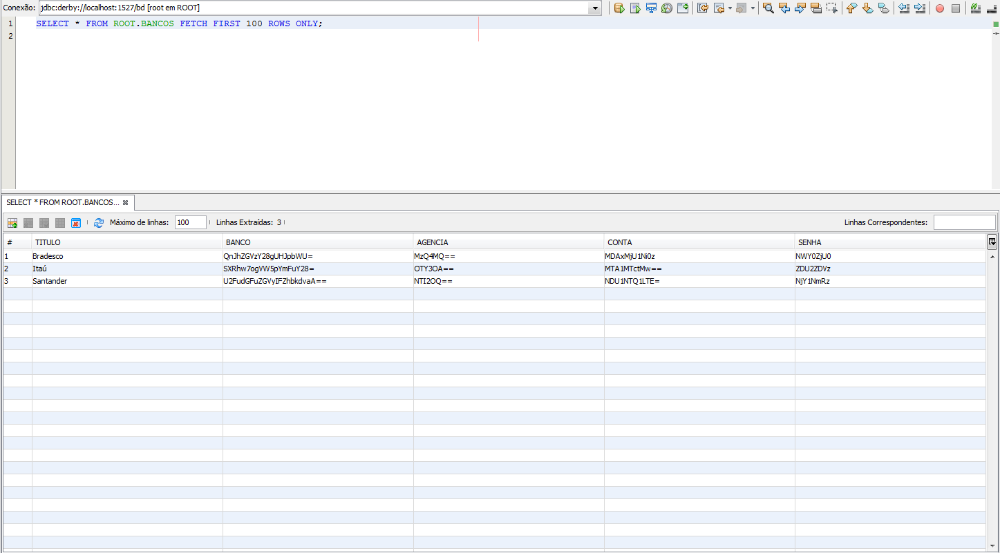 Conexão: jdbc:derby://localhost:1527/bd [root em ROOT]
1 SELECT * FROM ROOT.BANCOS FETCH FIRST 100 ROWS ONLY;
2
SELECT * FROM ROOT.BANCOS...
Máximo de linhas: 100 Linhas Extraídas: 3 Linhas Correspondentes:
# TITULO BANCO AGENCIA CONTA SENHA
1 Bradesco QnJhZGVzY28gUHJpbWU= MzQ4MQ== MDAxMjU1Ni0z NWY0ZjU0
2 Itaú SXRhw7ogVW5pYmFuY28= OTY3OA== MTA1MTctMw== ZDU2ZDVz
3 Santander U2FudGFuZGVyIFZhbkdvaA== NTI2OQ== NDU1NTQ1LTE= NjY1NmRz